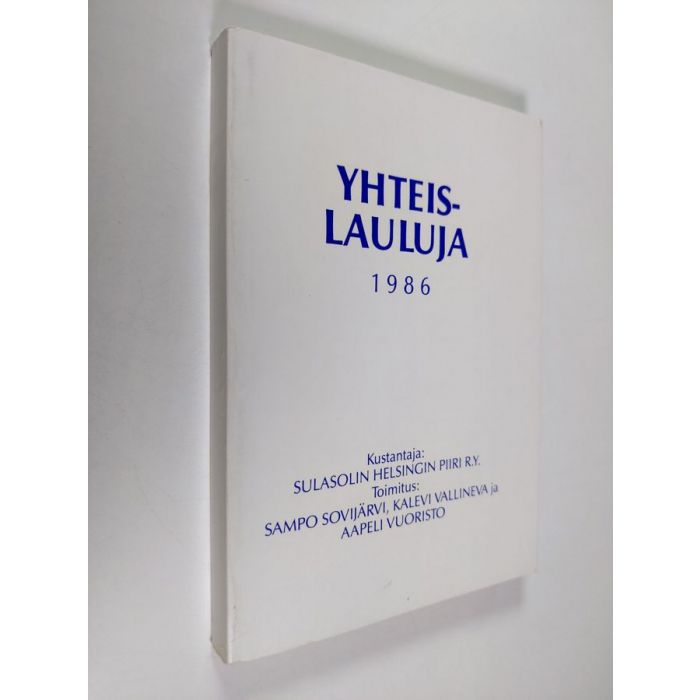 YHTEIS-
LAULUJA
1986
Kustantaja:
SULASOLIN HELSINGIN PIIRI R.Y.
Toimitus:
SAMPO SOVIJÄRVI, KALEVI VALLINEVA ja
AAPELI VUORISTO